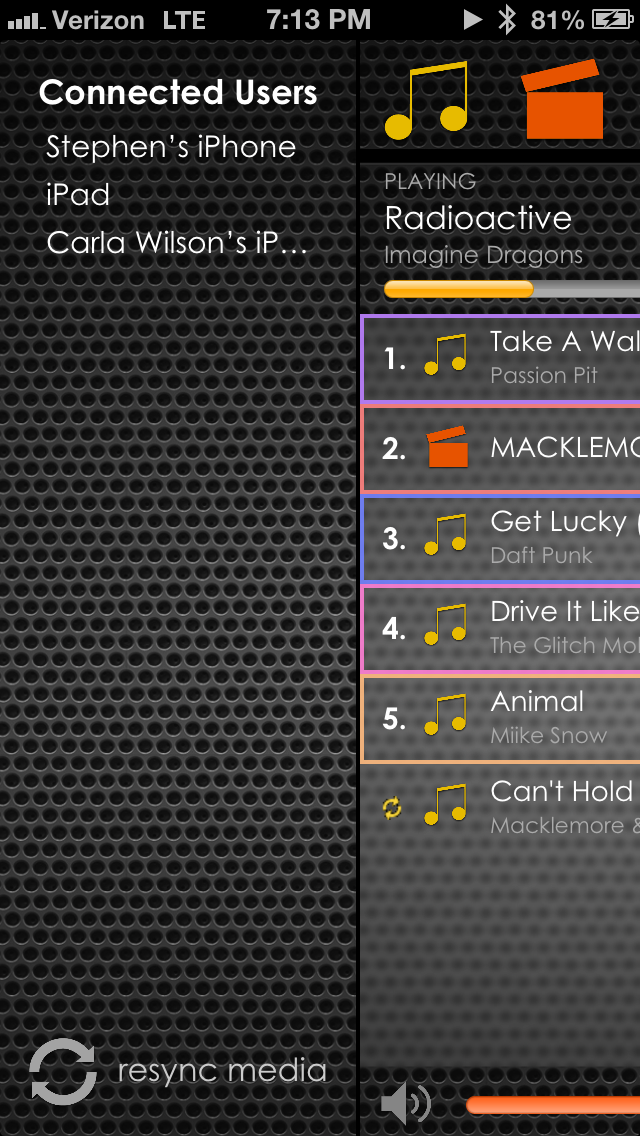 Verizon LTE 7:13 PM 81%
Connected Users
Stephen's iPhone
iPad
Carla Wilson's iP...
resync media
PLAYING
Radioactive
Imagine Dragons
1. Take A Wal
Passion Pit
2. MACKLEMO
3. Get Lucky (
Daft Punk
4. Drive It Like
The Glitch Mo
5. Animal
Miike Snow
Can't Hold
Macklemore &